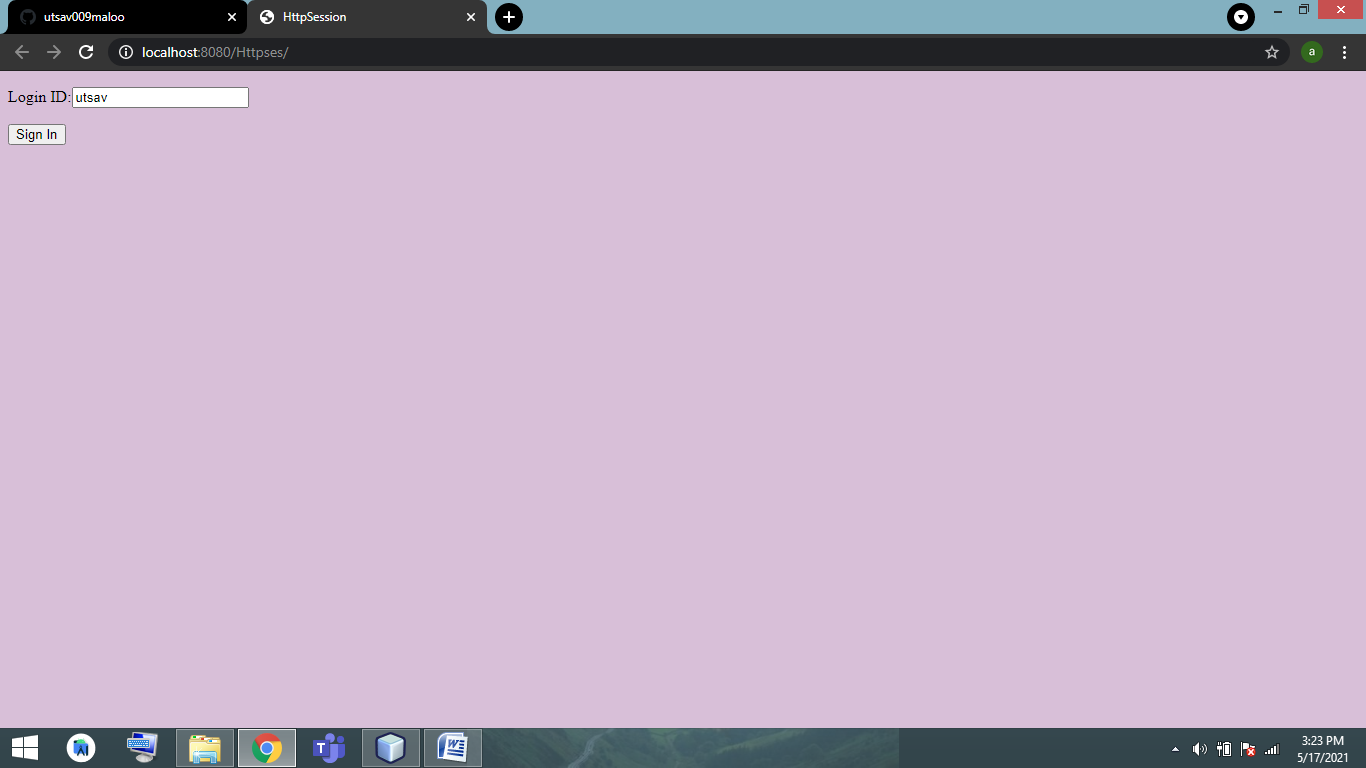 utsav009maloo
HttpSession
localhost:8080/Httpses/
a
Login ID:
utsav
Sign In
3:23 PM
5/17/2021